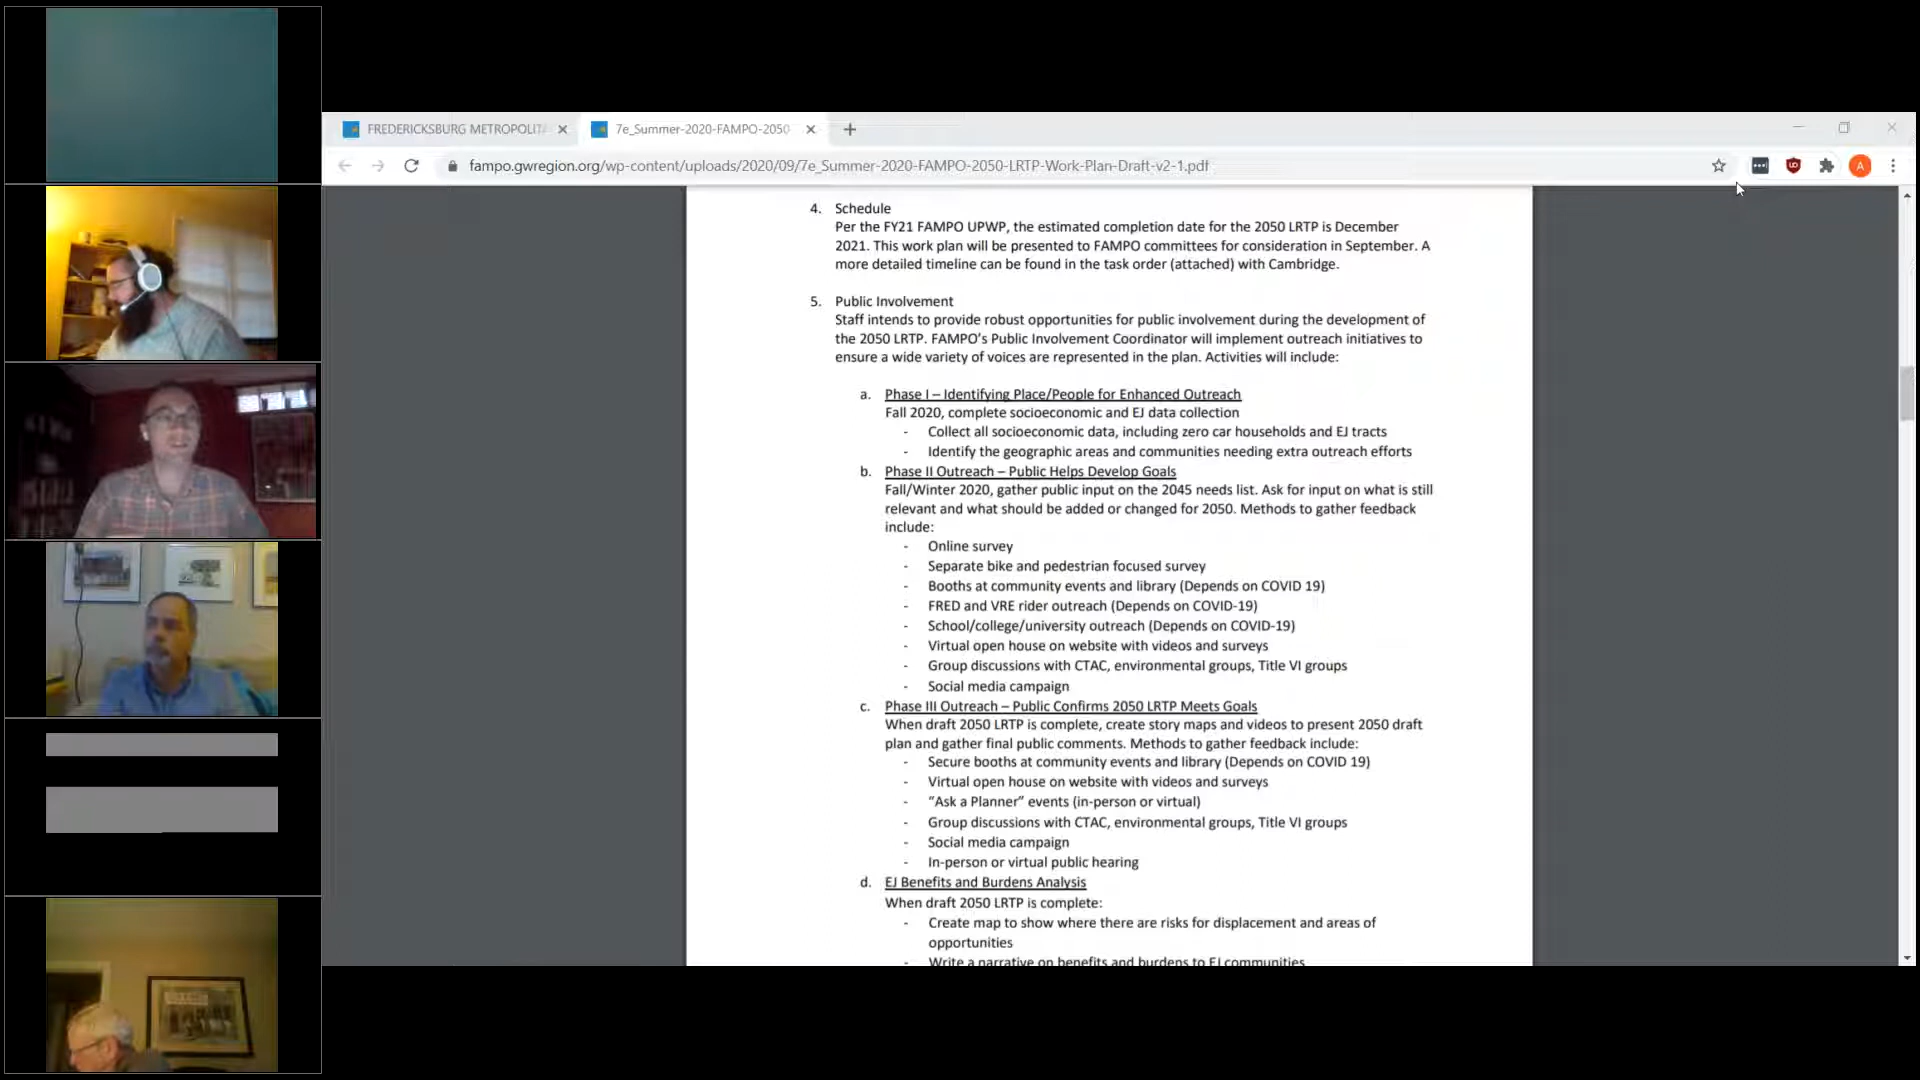 FREDERICKSBURG METROPOLIT
7e_Summer-2020-FAMPO-2050
fampo.gwregion.org/wp-content/uploads/2020/09/7e_Summer-2020-FAMPO-2050-LRTP-Work-Plan-Draft-v2-1.pdf
A
4. Schedule
Per the FY21 FAMPO UPWP, the estimated completion date for the 2050 LRTP is December
2021. This work plan will be presented to FAMPO committees for consideration in September. A
more detailed timeline can be found in the task order (attached) with Cambridge.
5. Public Involvement
Staff intends to provide robust opportunities for public involvement during the development of
the 2050 LRTP. FAMPO's Public Involvement Coordinator will implement outreach initiatives to
ensure a wide variety of voices are represented in the plan. Activities will include:
a. Phase I – Identifying Place/People for Enhanced Outreach
Fall 2020, complete socioeconomic and EJ data collection
- Collect all socioeconomic data, including zero car households and EJ tracts
- Identify the geographic areas and communities needing extra outreach efforts
b. Phase II Outreach – Public Helps Develop Goals
Fall/Winter 2020, gather public input on the 2045 needs list. Ask for input on what is still
relevant and what should be added or changed for 2050. Methods to gather feedback
include:
- Online survey
- Separate bike and pedestrian focused survey
- Booths at community events and library (Depends on COVID 19)
- FRED and VRE rider outreach (Depends on COVID-19)
- School/college/university outreach (Depends on COVID-19)
- Virtual open house on website with videos and surveys
- Group discussions with CTAC, environmental groups, Title VI groups
- Social media campaign
c. Phase III Outreach – Public Confirms 2050 LRTP Meets Goals
When draft 2050 LRTP is complete, create story maps and videos to present 2050 draft
plan and gather final public comments. Methods to gather feedback include:
- Secure booths at community events and library (Depends on COVID 19)
- Virtual open house on website with videos and surveys
- “Ask a Planner” events (in-person or virtual)
- Group discussions with CTAC, environmental groups, Title VI groups
- Social media campaign
- In-person or virtual public hearing
d. EJ Benefits and Burdens Analysis
When draft 2050 LRTP is complete:
- Create map to show where there are risks for displacement and areas of
opportunities
- Write a narrative on benefits and burdens to EJ communities